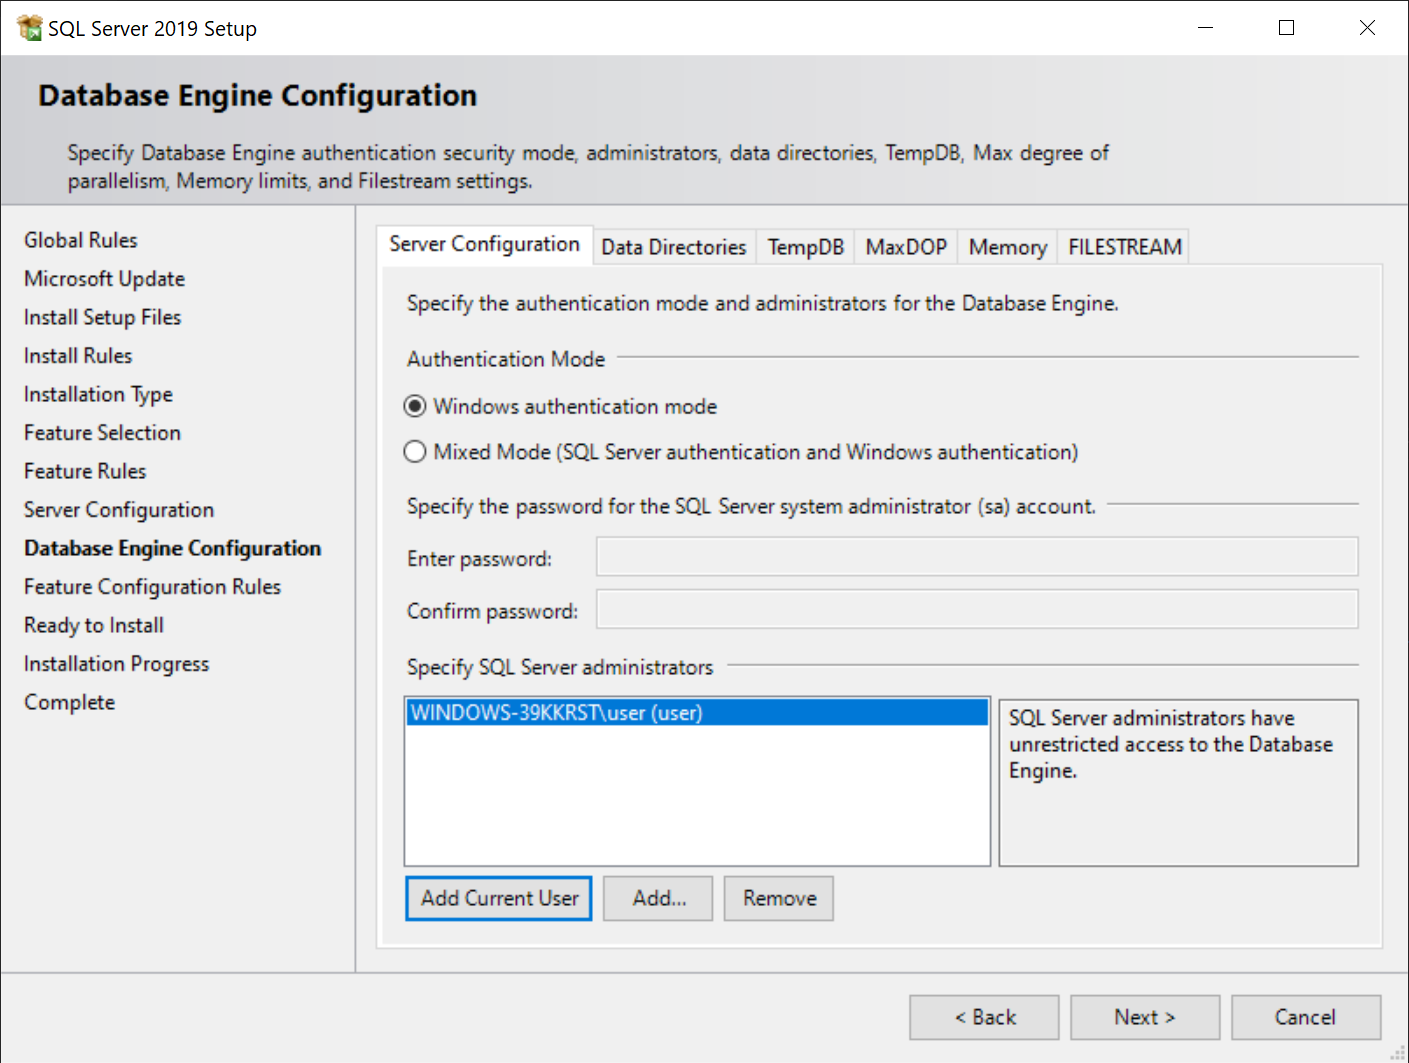 SQL Server 2019 Setup
Database Engine Configuration
Specify Database Engine authentication security mode, administrators, data directories, TempDB, Max degree of
parallelism, Memory limits, and Filestream settings.
Global Rules
Microsoft Update
Install Setup Files
Install Rules
Installation Type
Feature Selection
Feature Rules
Server Configuration
Database Engine Configuration
Feature Configuration Rules
Ready to Install
Installation Progress
Complete
Server Configuration Data Directories TempDB MaxDOP Memory FILESTREAM
Specify the authentication mode and administrators for the Database Engine.
Authentication Mode
Windows authentication mode
Mixed Mode (SQL Server authentication and Windows authentication)
Specify the password for the SQL Server system administrator (sa) account.
Enter password:
Confirm password:
Specify SQL Server administrators
WINDOWS-39KKRST\user (user)
SQL Server administrators have
unrestricted access to the Database
Engine.
Add Current User Add... Remove
< Back Next > Cancel